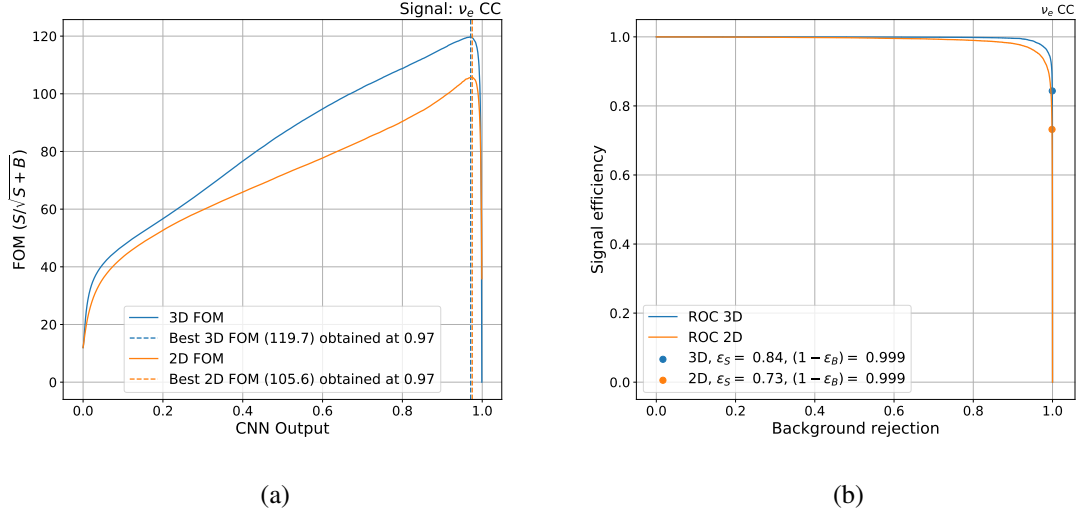 Signal: νₑ CC
FOM (S/√S + B)
120
100
80
60
40
20
0
3D FOM
Best 3D FOM (119.7) obtained at 0.97
2D FOM
Best 2D FOM (105.6) obtained at 0.97
0.0 0.2 0.4 0.6 0.8 1.0
CNN Output
(a)
νₑ CC
Signal efficiency
1.0
0.8
0.6
0.4
0.2
0.0
ROC 3D
ROC 2D
3D, εS = 0.84, (1 − εB) = 0.999
2D, εS = 0.73, (1 − εB) = 0.999
0.0 0.2 0.4 0.6 0.8 1.0
Background rejection
(b)